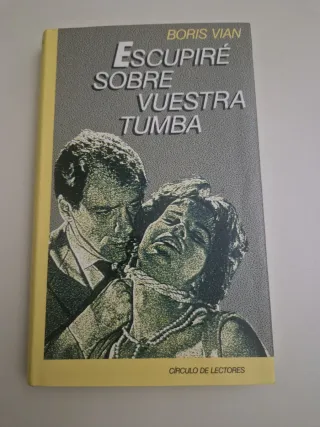 BORIS VIAN
ESCUPIRÉ
SOBRE
VUESTRA
TUMBA
CÍRCULO DE LECTORES